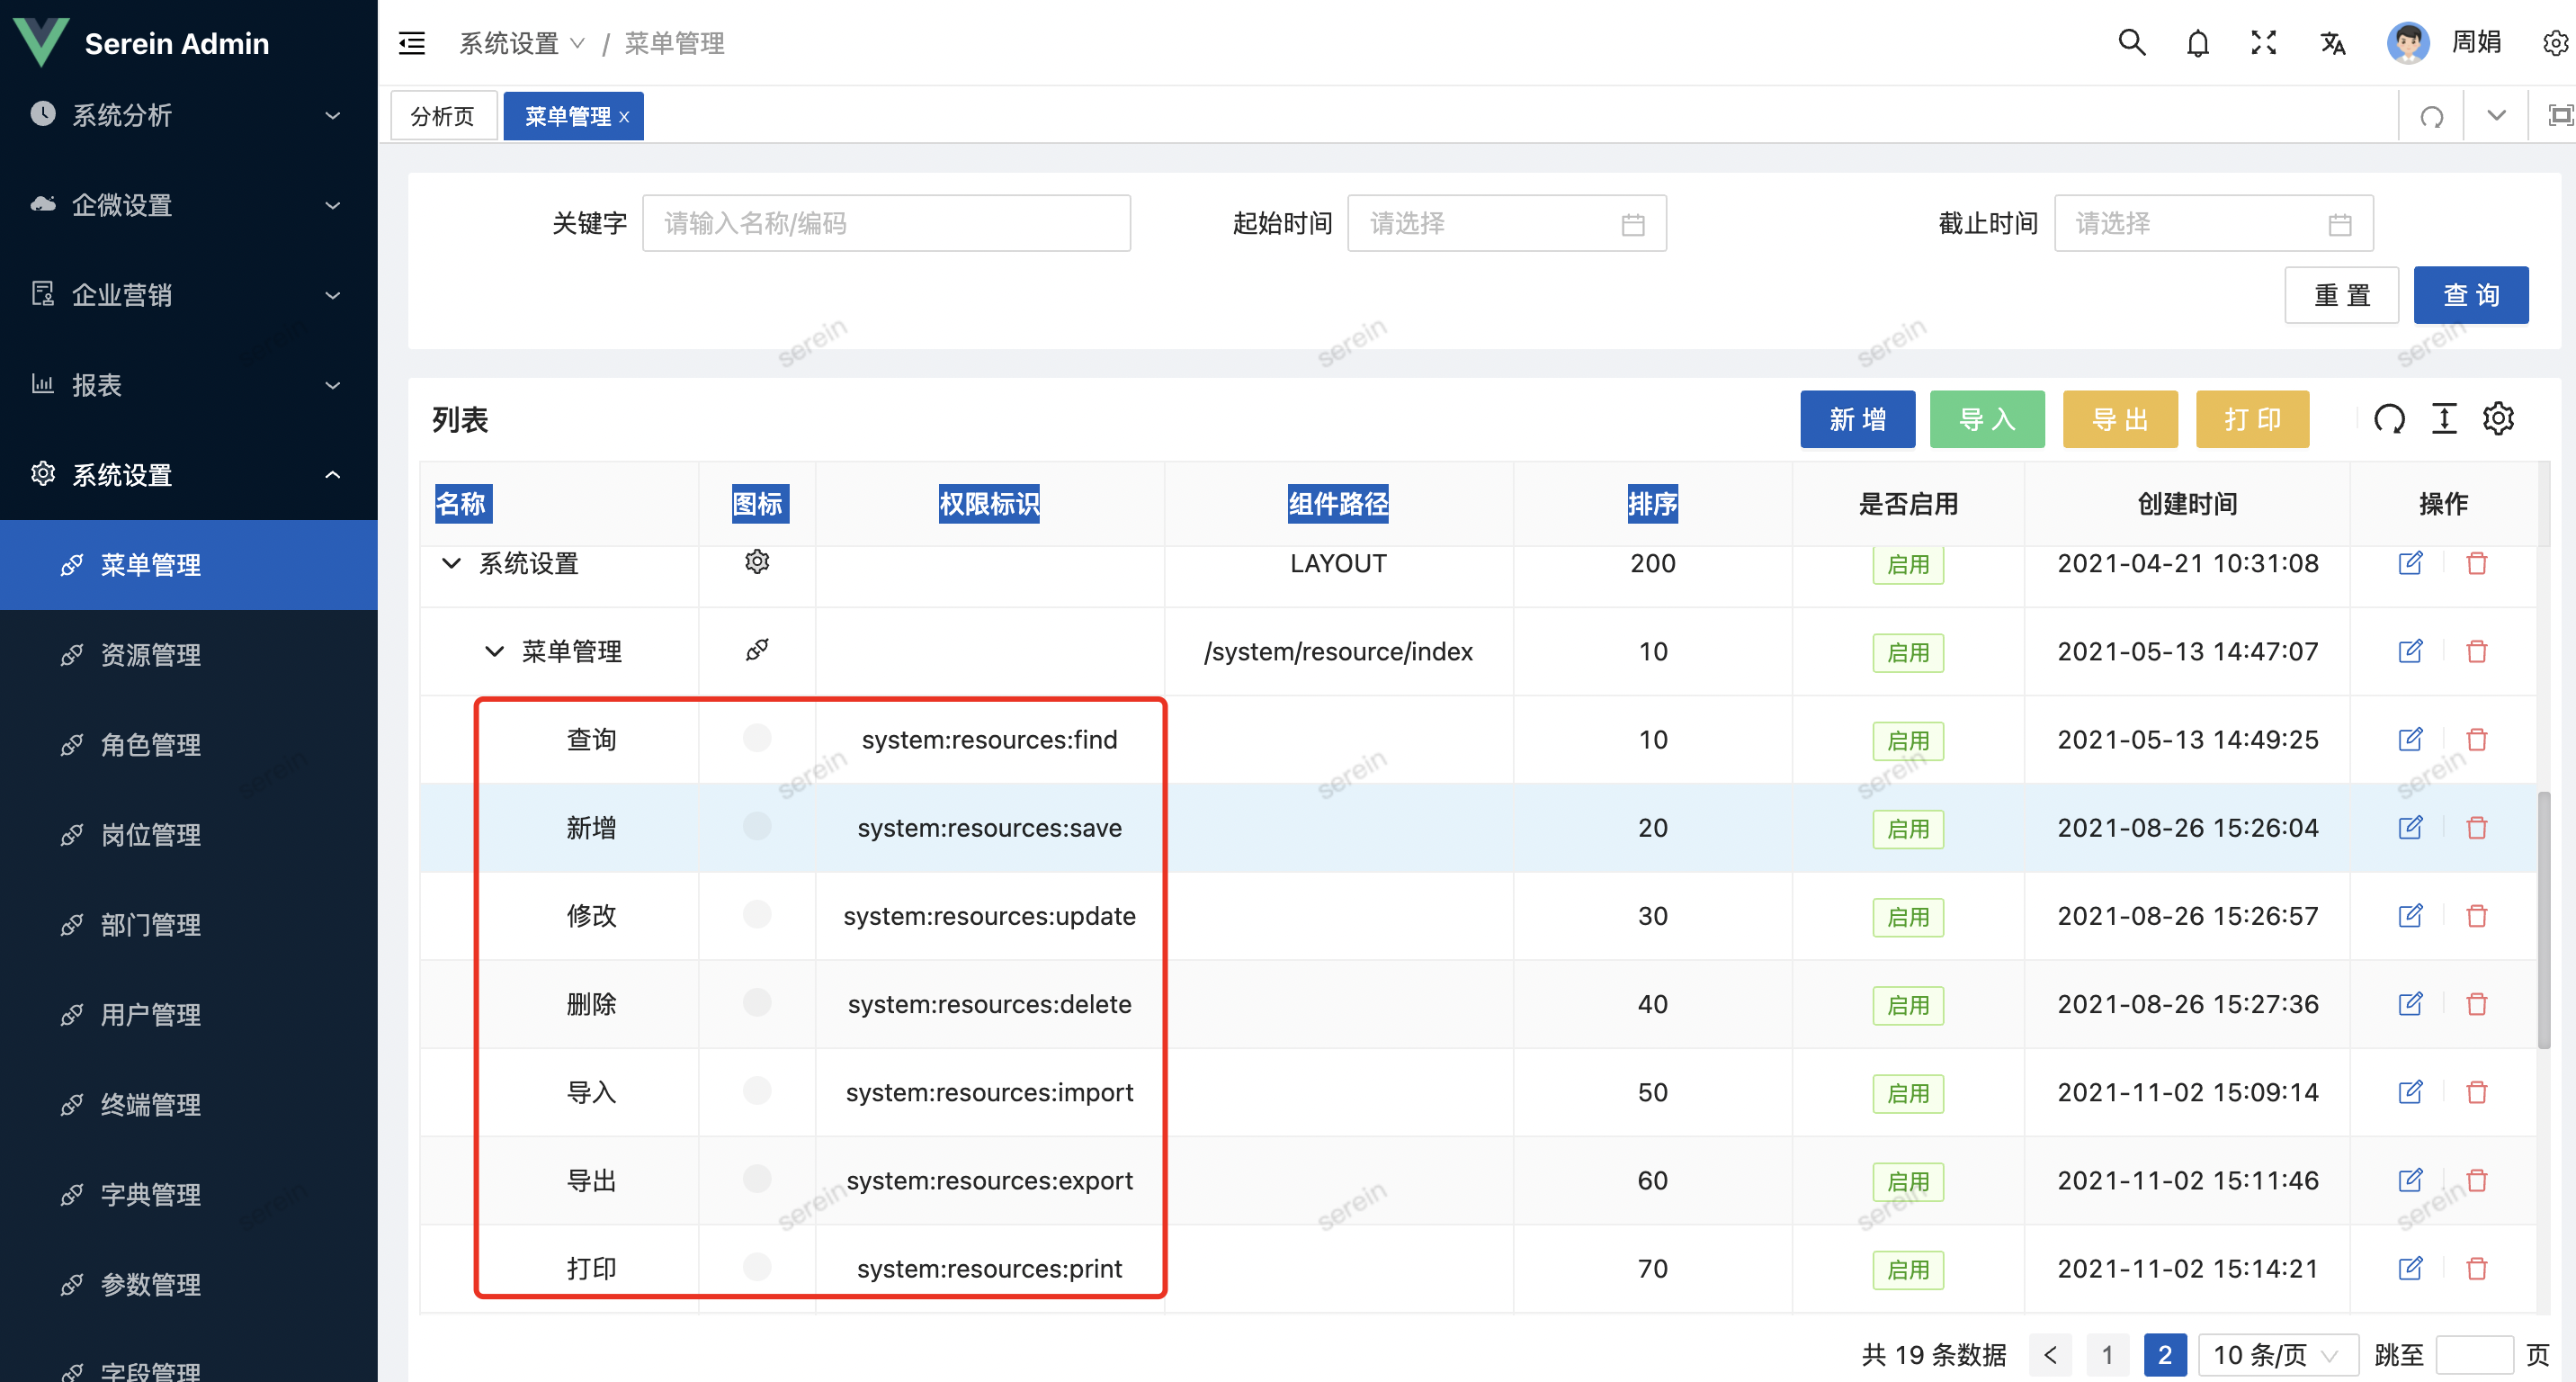 Serein Admin
系统分析
企微设置
企业营销
报表
系统设置
菜单管理
资源管理
角色管理
岗位管理
部门管理
用户管理
终端管理
字典管理
参数管理
字段管理
系统设置 / 菜单管理
周娟
分析页
菜单管理 x
关键字 请输入名称/编码
起始时间 请选择
截止时间 请选择
重 置 查 询
列表
新 增 导 入 导 出 打 印
名称 图标 权限标识 组件路径 排序 是否启用 创建时间 操作
系统设置 LAYOUT 200 启用 2021-04-21 10:31:08
菜单管理 /system/resource/index 10 启用 2021-05-13 14:47:07
查询 system:resources:find 10 启用 2021-05-13 14:49:25
新增 system:resources:save 20 启用 2021-08-26 15:26:04
修改 system:resources:update 30 启用 2021-08-26 15:26:57
删除 system:resources:delete 40 启用 2021-08-26 15:27:36
导入 system:resources:import 50 启用 2021-11-02 15:09:14
导出 system:resources:export 60 启用 2021-11-02 15:11:46
打印 system:resources:print 70 启用 2021-11-02 15:14:21
共 19 条数据 < 1 2 10 条/页 跳至 页
serein serein serein serein serein
serein serein serein serein serein
serein serein serein serein serein